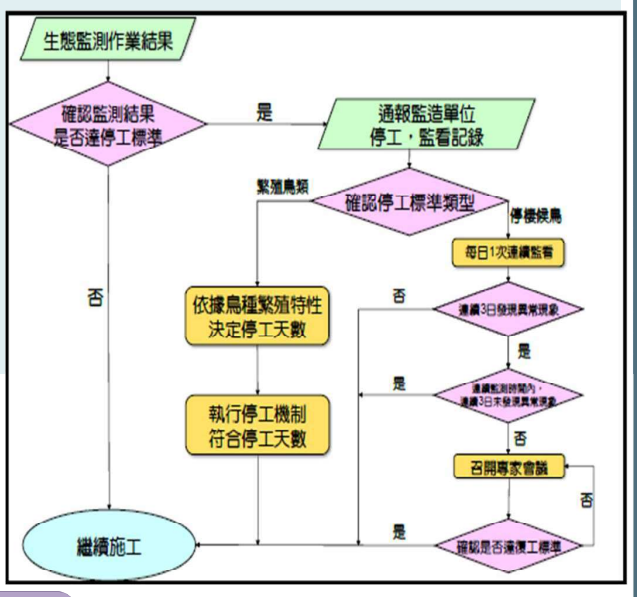 生態監測作業結果
確認監測結果
是否達停工標準
是
通報監造單位
停工，監看記錄
確認停工標準類型
繁殖鳥類
停棲候鳥
每日1次連續監看
否
依據鳥種繁殖特性
決定停工天數
否
連續3日發現異常現象
是
是
連續監測時間內，
連續3日未發現異常現象
執行停工機制
符合停工天數
否
召開專家會議
否
繼續施工
是
確認是否達復工標準